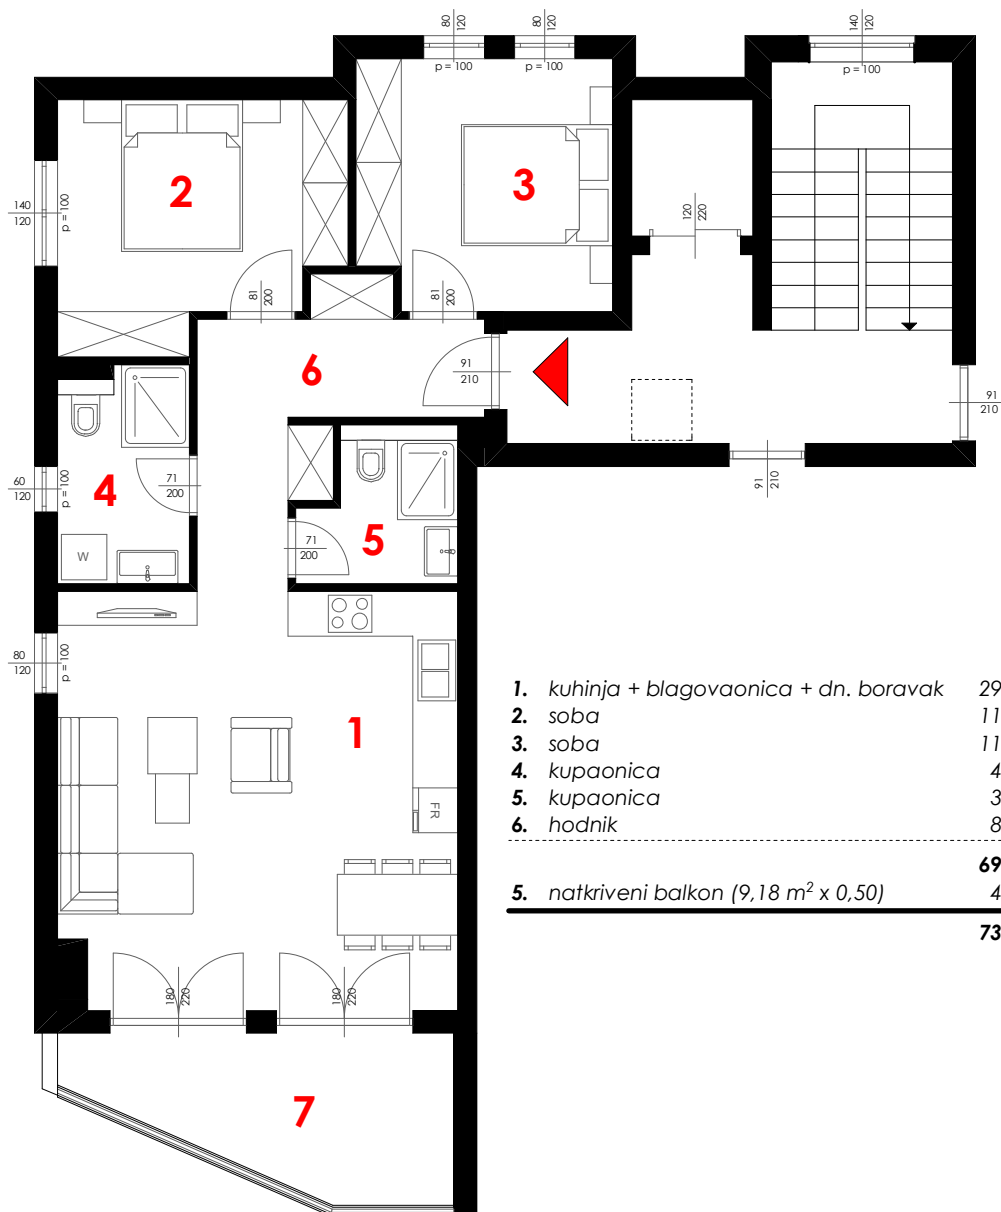 80
120
80
120
140
120
p = 100
p = 100
p = 100
2
3
140
120
p = 100
120
220
81
200
81
200
6
91
210
91
210
4
60
120
p = 100
71
200
5
71
200
91
210
W
80
120
p = 100
1
FR
1. kuhinja + blagovaonica + dn. boravak 29
2. soba 11
3. soba 11
4. kupaonica 4
5. kupaonica 3
6. hodnik 8
69
5. natkriveni balkon (9,18 m² x 0,50) 4
73
180
220
180
220
7